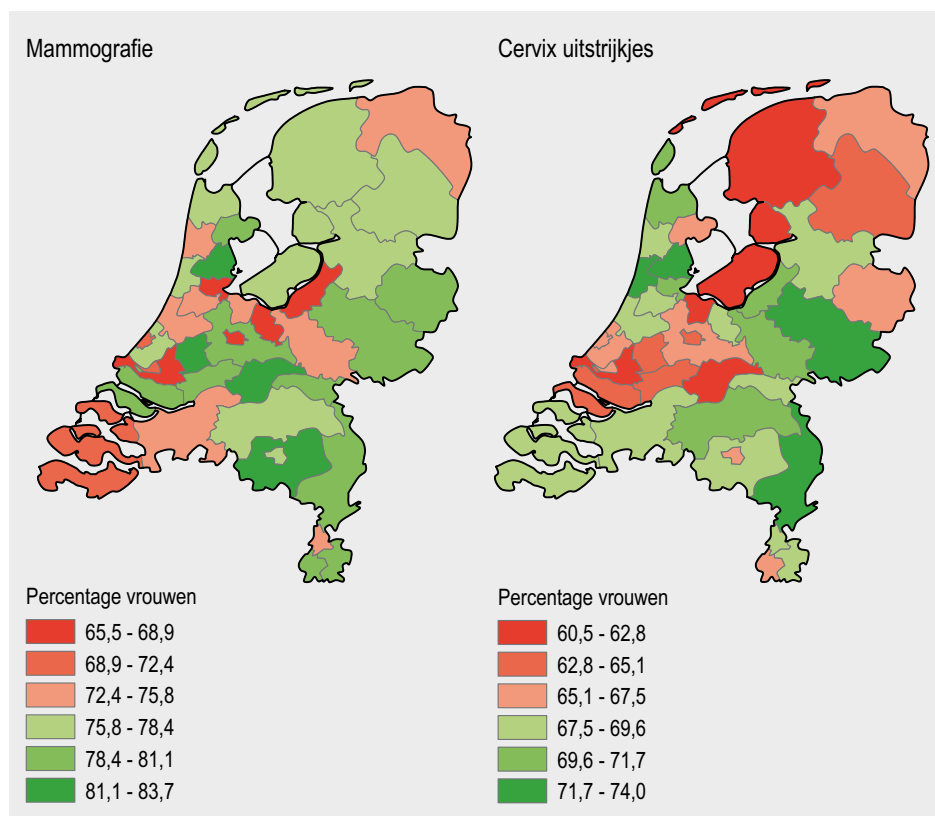 Mammografie
Percentage vrouwen
65,5 - 68,9
68,9 - 72,4
72,4 - 75,8
75,8 - 78,4
78,4 - 81,1
81,1 - 83,7
Cervix uitstrijkjes
Percentage vrouwen
60,5 - 62,8
62,8 - 65,1
65,1 - 67,5
67,5 - 69,6
69,6 - 71,7
71,7 - 74,0